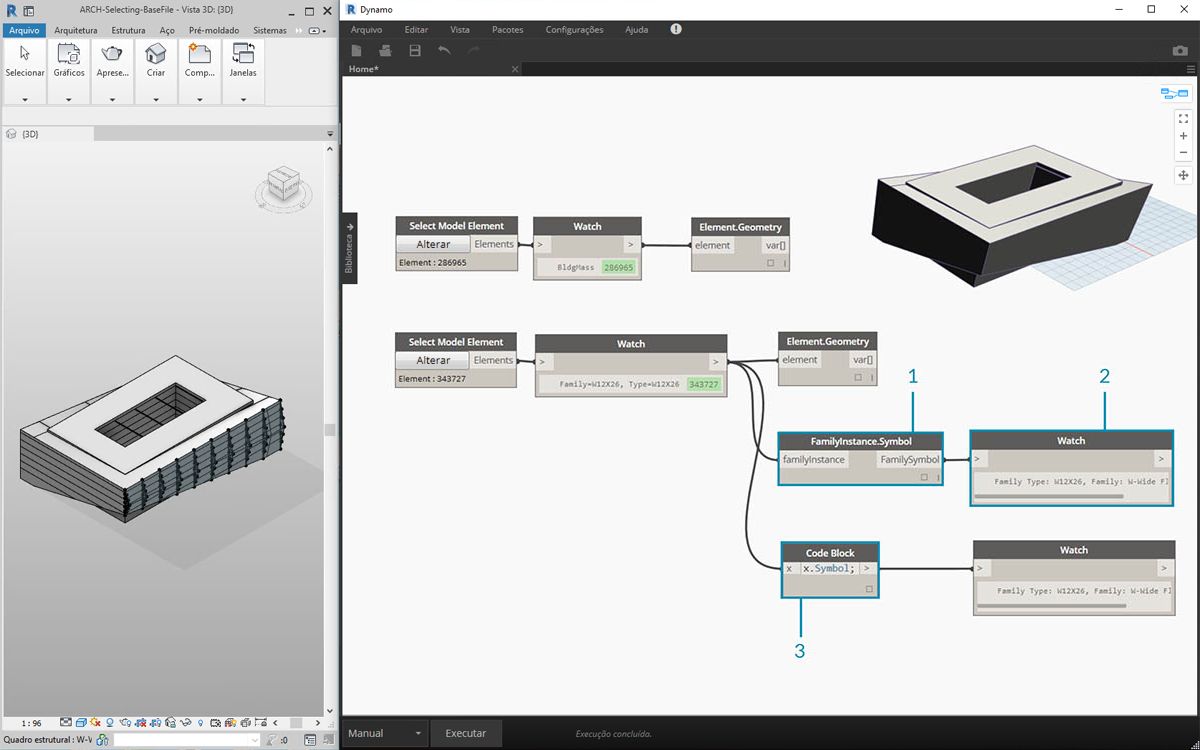 ARCH-Selecting-BaseFile - Vista 3D: {3D}
Arquivo Arquitetura Estrutura Aço Pré-moldado Sistemas
Selecionar Gráficos Aprese... Criar Comp... Janelas
{3D}
1 : 96
Quadro estrutural : W-V
:0
Dynamo
Arquivo Editar Vista Pacotes Configurações Ajuda
Home*
Biblioteca
Select Model Element
Alterar Elements
Element : 286965
Watch
> >
BldgMass 286965
Element.Geometry
element var[]
Select Model Element
Alterar Elements
Element : 343727
Watch
> >
Family=W12X26, Type=W12X26 343727
Element.Geometry
element var[]
1
2
FamilyInstance.Symbol
familyInstance FamilySymbol
Watch
> >
Family Type: W12X26, Family: W-Wide Fl
Code Block
x x.Symbol; >
Watch
> >
Family Type: W12X26, Family: W-Wide Fl
3
Manual Executar Execução concluída.